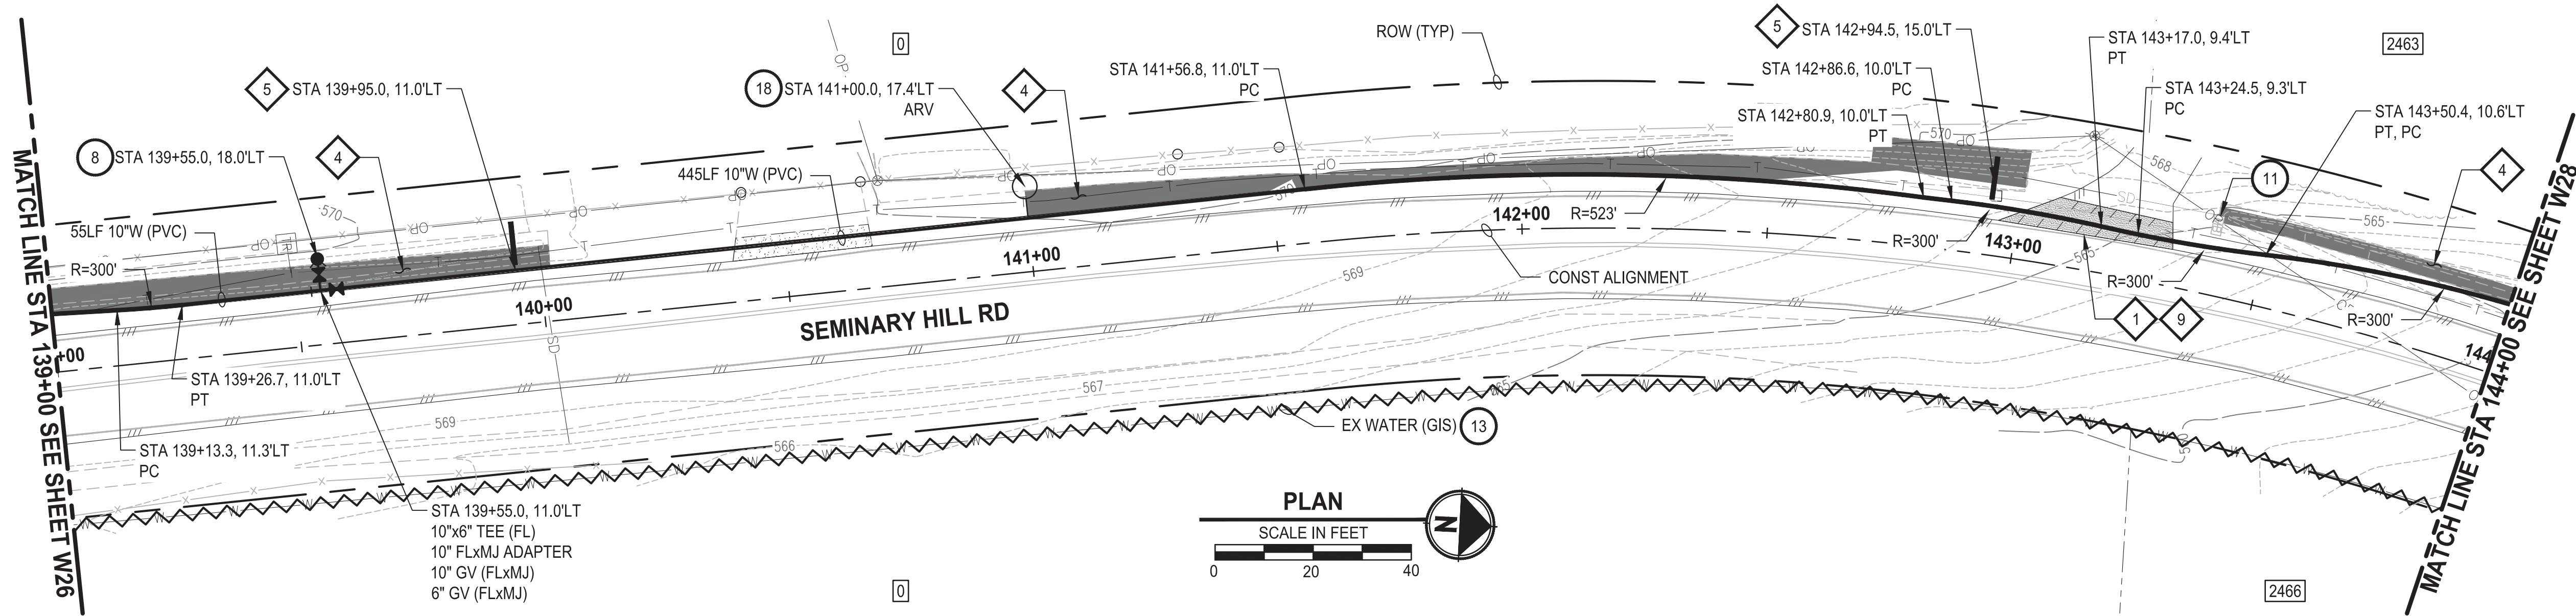 MATCH LINE STA 139+00 SEE SHEET W26
5 STA 139+95.0, 11.0'LT
8 STA 139+55.0, 18.0'LT
4
570
OP
TR
55LF 10"W (PVC)
R=300'
+00
STA 139+26.7, 11.0'LT
PT
STA 139+13.3, 11.3'LT
PC
140+00
SD
STA 139+55.0, 11.0'LT
10"x6" TEE (FL)
10" FLxMJ ADAPTER
10" GV (FLxMJ)
6" GV (FLxMJ)
569
566
567
0
OP
18 STA 141+00.0, 17.4'LT
ARV
4
445LF 10"W (PVC)
STA 141+56.8, 11.0'LT
PC
ROW (TYP)
141+00
SEMINARY HILL RD
142+00
R=523'
CONST ALIGNMENT
569
EX WATER (GIS) 13
0
PLAN
SCALE IN FEET
0 20 40
N
5 STA 142+94.5, 15.0'LT
STA 142+86.6, 10.0'LT
PC
STA 142+80.9, 10.0'LT
PT
570
STA 143+17.0, 9.4'LT
PT
STA 143+24.5, 9.3'LT
PC
2463
STA 143+50.4, 10.6'LT
PT, PC
568
SD
11
4
565
R=300'
143+00
565
R=300'
1 9
R=300'
144
2466
MATCH LINE STA 144+00 SEE SHEET W28